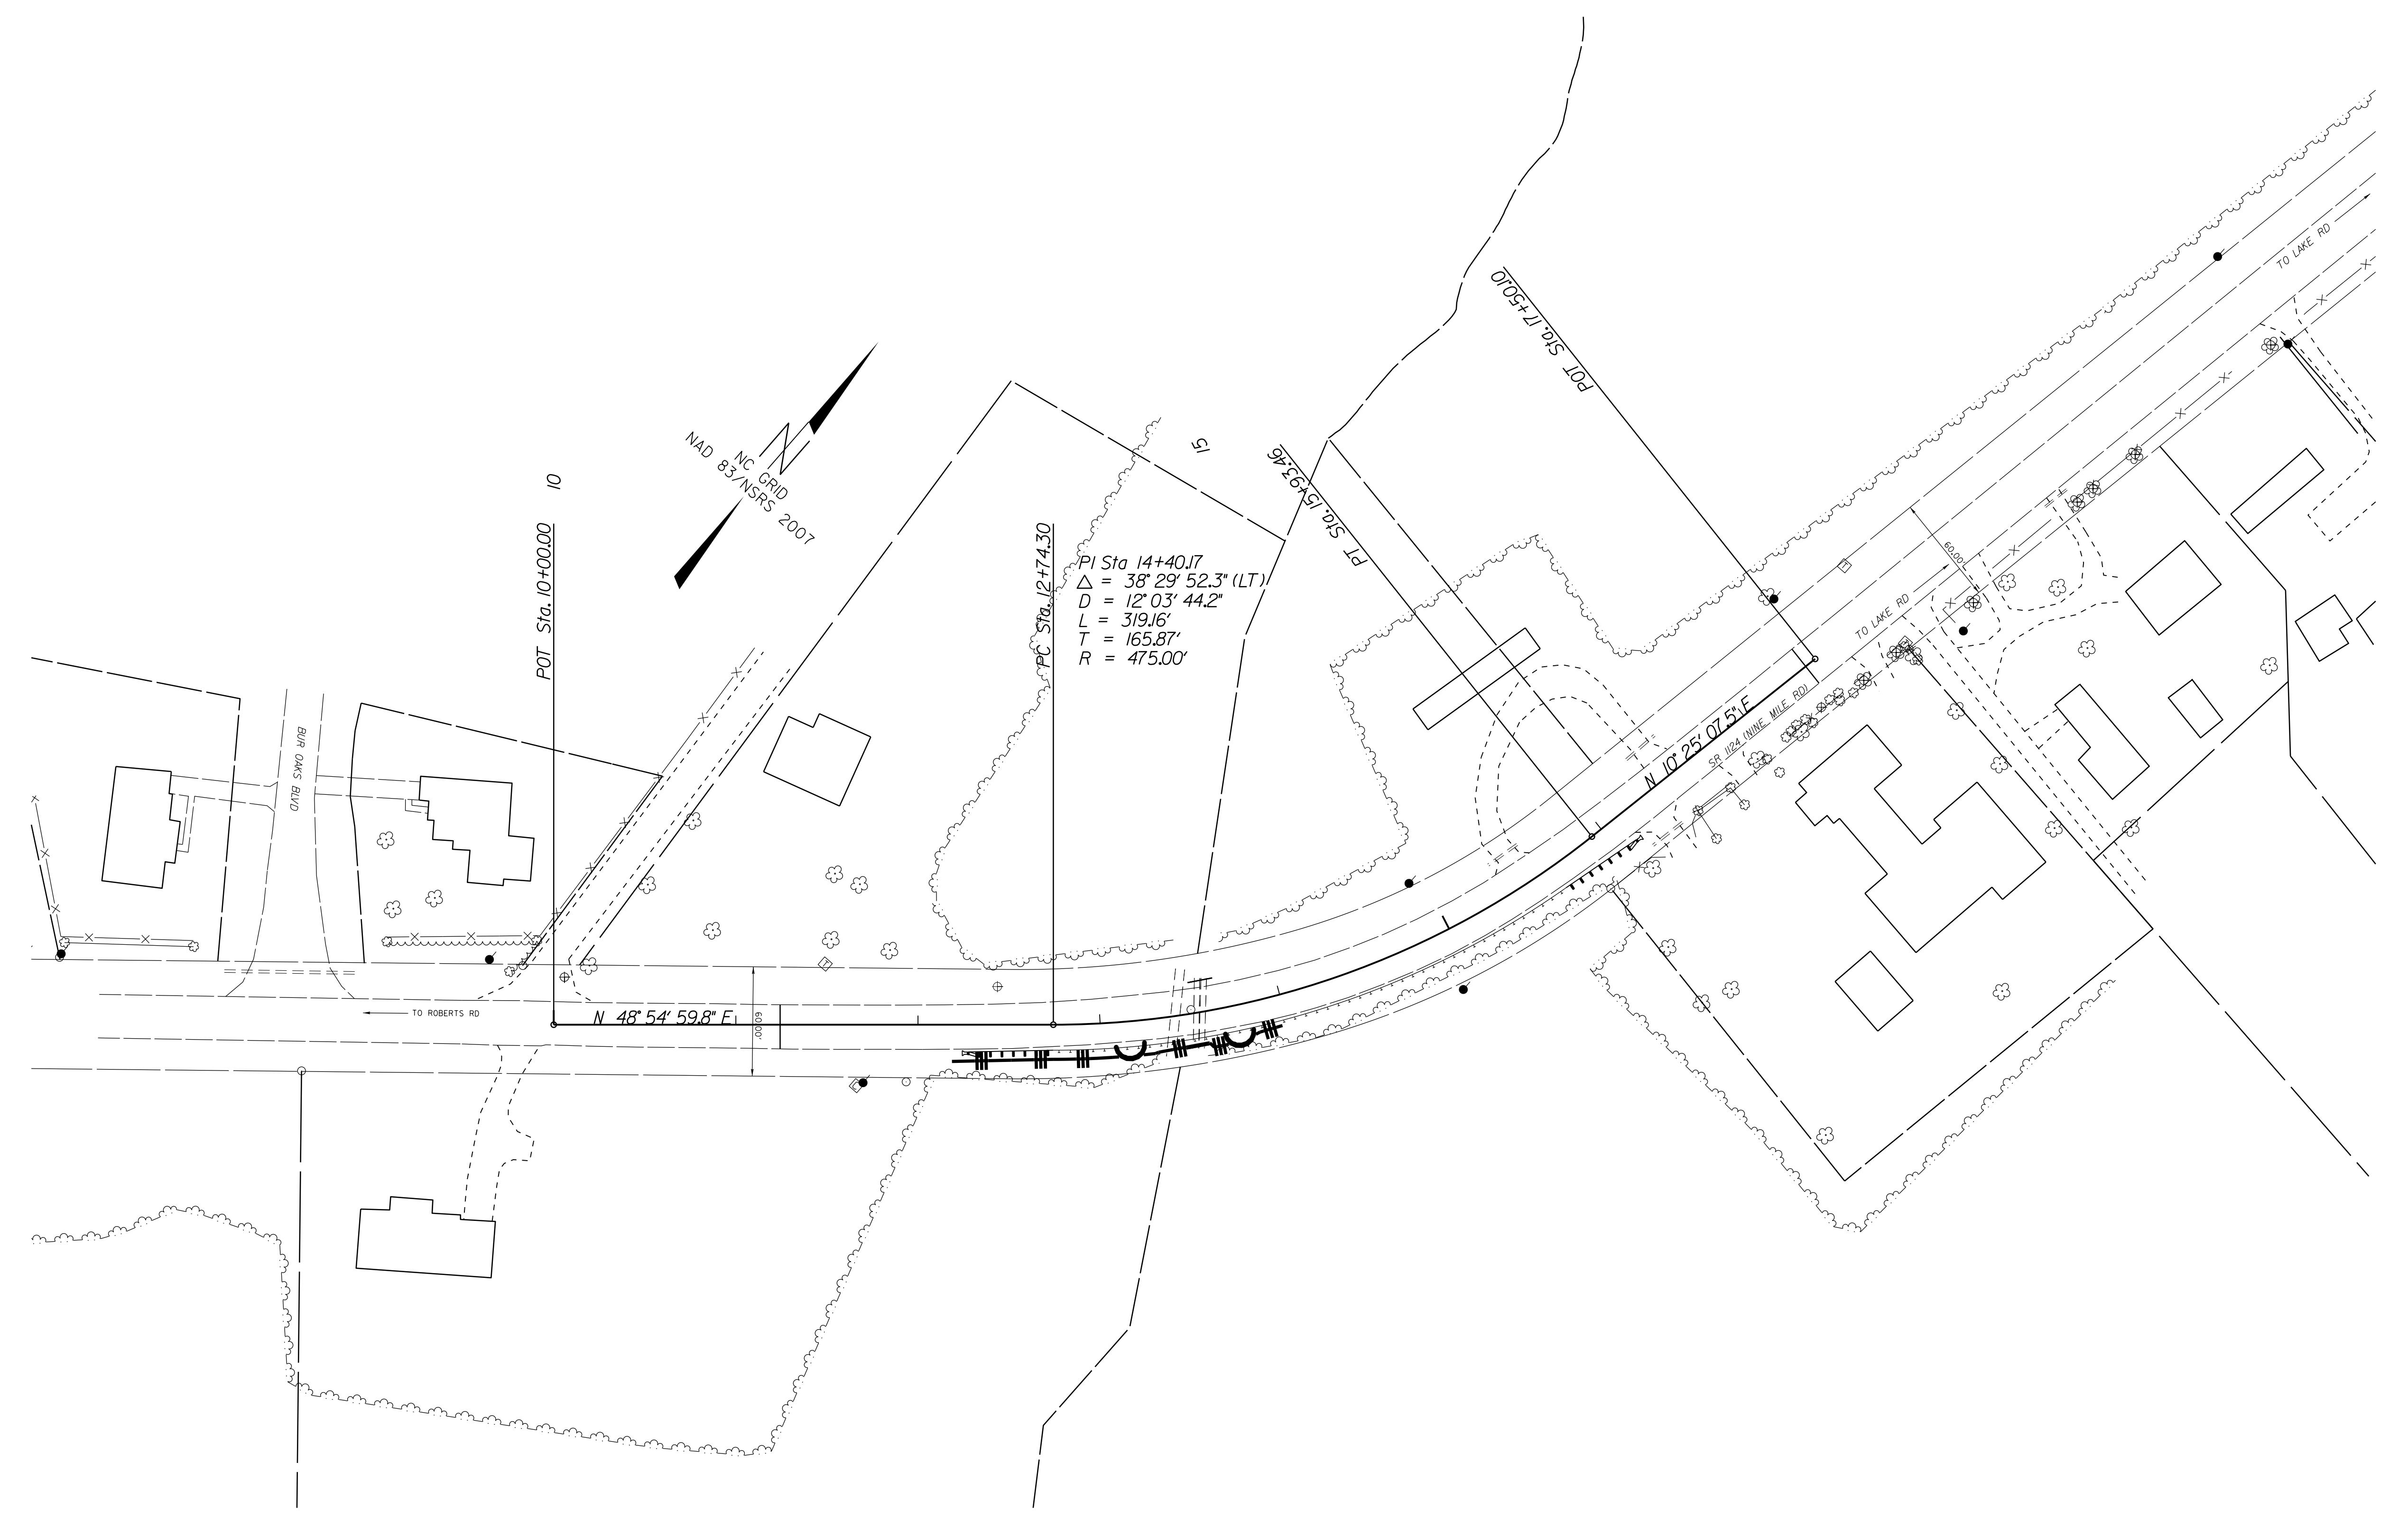 TO LAKE RD
POT Sta. 17+50.10
NC GRID
NAD 83/NSRS 2007
15
PT Sta. 15+93.46
10
POT Sta. 10+00.00
PC Sta. 12+74.30
PI Sta 14+40.17
△ = 38° 29' 52.3" (LT)
D = 12° 03' 44.2"
L = 319.16'
T = 165.87'
R = 475.00'
60.00'
TO LAKE RD
SR 1124 (NINE MILE RD)
N 10° 25' 07.5" E
BUR OAKS BLVD
TO ROBERTS RD
N 48° 54' 59.8" E
60.00'
T
T